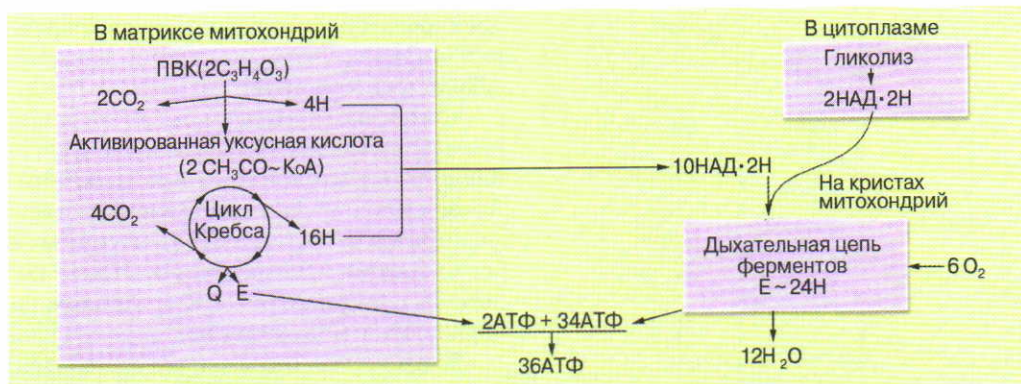 В матриксе митохондрий
ПВК(2C₃H₄O₃)
2CO₂
4H
Активированная уксусная кислота
(2 CH₃CO~КоА)
4CO₂
Цикл
Кребса
16H
Q E
В цитоплазме
Гликолиз
2НАД·2Н
10НАД·2Н
На кристах
митохондрий
Дыхательная цепь
ферментов
E~24H
6 O₂
2АТФ + 34АТФ
36АТФ
12H₂O